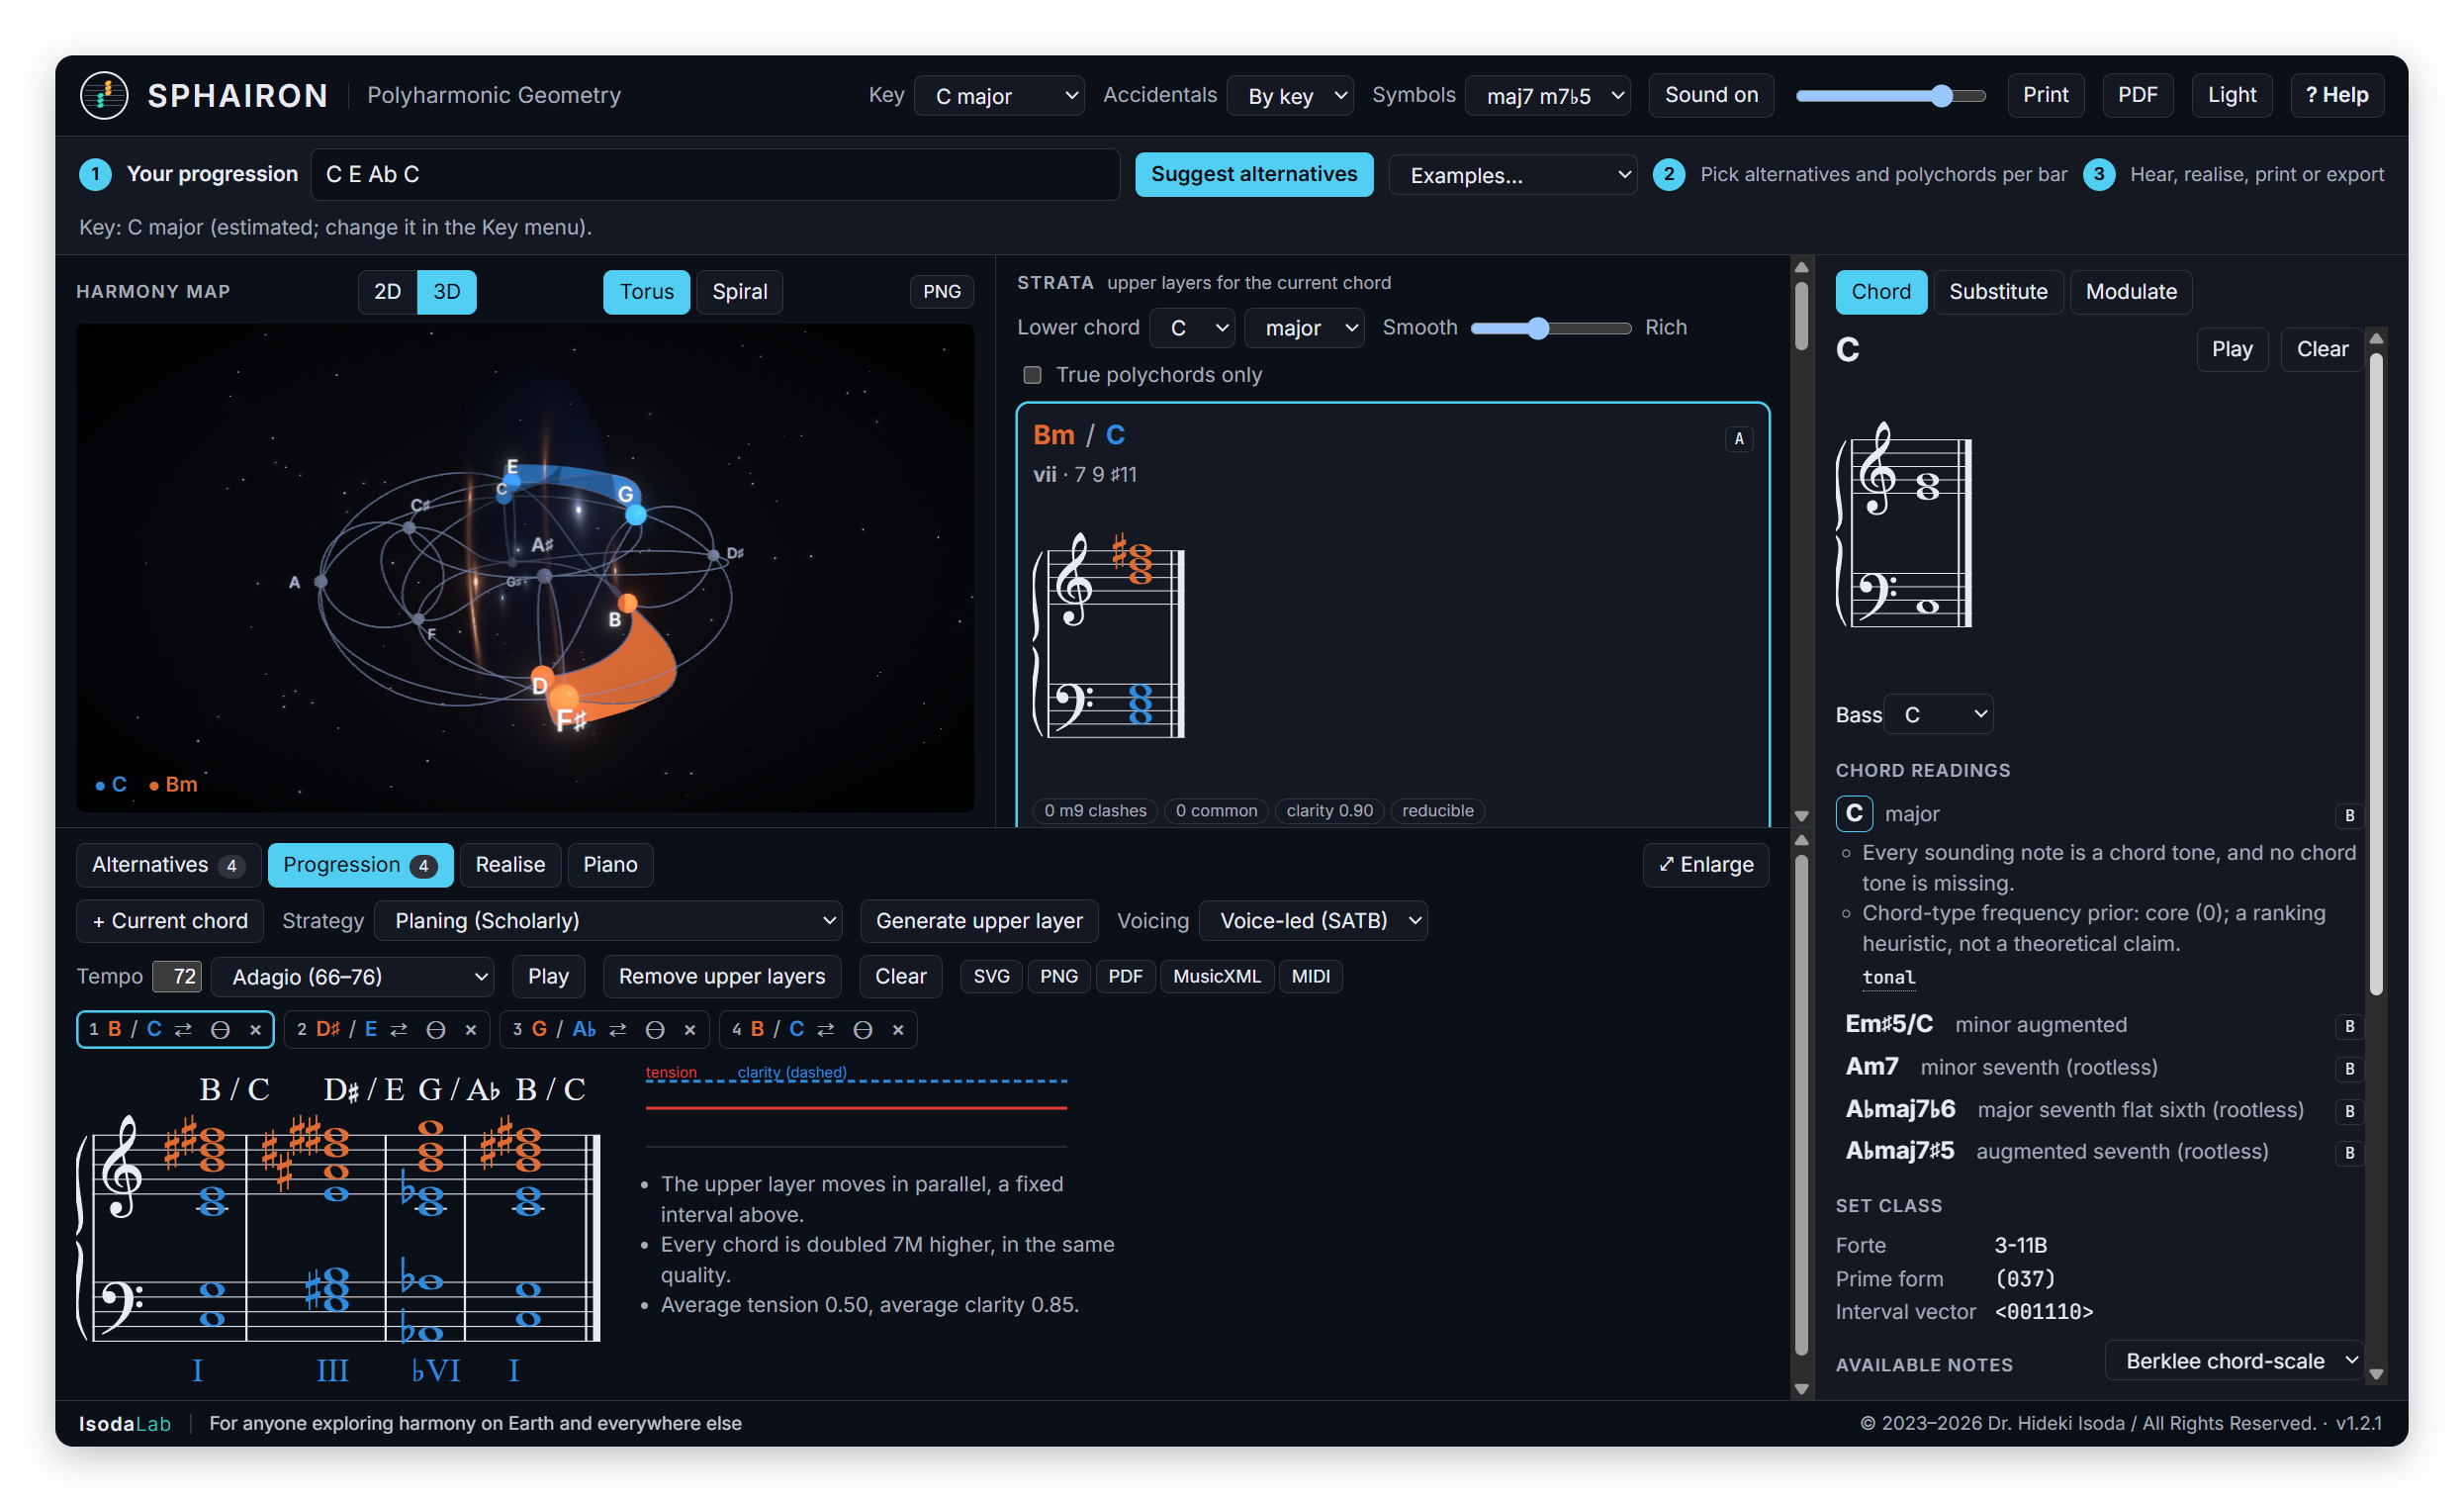 SPHAIRON Polyharmonic Geometry Key C major Accidentals By key Symbols maj7 m7♭5 Sound on Print PDF Light ? Help
1 Your progression C E Ab C Suggest alternatives Examples... 2 Pick alternatives and polychords per bar 3 Hear, realise, print or export
Key: C major (estimated; change it in the Key menu).
HARMONY MAP 2D 3D Torus Spiral PNG
E
C
G
C♯
A♯
D♯
G♯
A
B
F
D
F♯
C Bm
STRATA upper layers for the current chord
Lower chord C major Smooth Rich
True polychords only
Bm / C A
vii · 7 9 ♯11
0 m9 clashes 0 common clarity 0.90 reducible
Chord Substitute Modulate
C Play Clear
Bass C
CHORD READINGS
C major B
Every sounding note is a chord tone, and no chord
tone is missing.
Chord-type frequency prior: core (0); a ranking
heuristic, not a theoretical claim.
tonal
Em♯5/C minor augmented B
Am7 minor seventh (rootless) B
A♭maj7♭6 major seventh flat sixth (rootless) B
A♭maj7♯5 augmented seventh (rootless) B
SET CLASS
Forte 3-11B
Prime form (037)
Interval vector <001110>
AVAILABLE NOTES Berklee chord-scale
Alternatives 4 Progression 4 Realise Piano ⤢ Enlarge
+ Current chord Strategy Planing (Scholarly) Generate upper layer Voicing Voice-led (SATB)
Tempo 72 Adagio (66–76) Play Remove upper layers Clear SVG PNG PDF MusicXML MIDI
1 B / C ⇄ × 2 D♯ / E ⇄ × 3 G / A♭ ⇄ × 4 B / C ⇄ ×
B / C D♯ / E G / A♭ B / C
I III ♭VI I
tension clarity (dashed)
The upper layer moves in parallel, a fixed
interval above.
Every chord is doubled 7M higher, in the same
quality.
Average tension 0.50, average clarity 0.85.
IsodaLab For anyone exploring harmony on Earth and everywhere else © 2023–2026 Dr. Hideki Isoda / All Rights Reserved. · v1.2.1